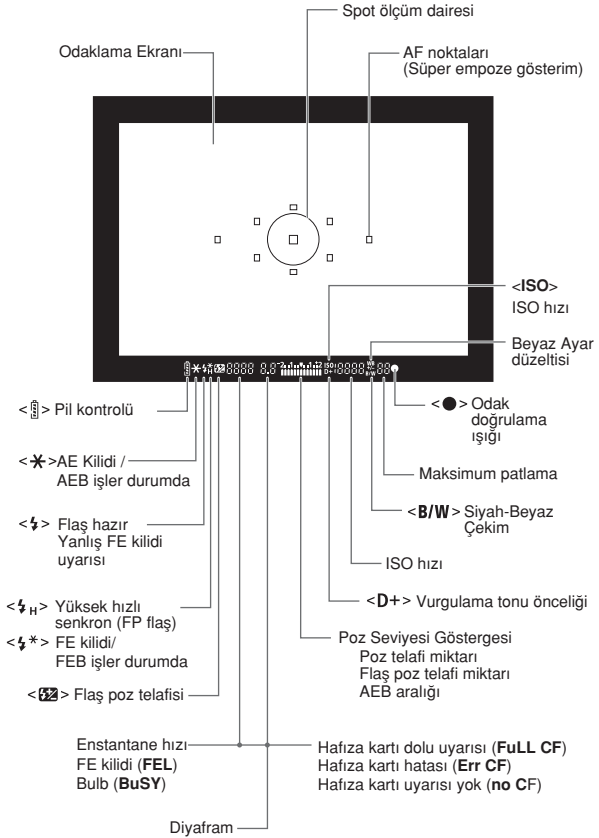 Spot ölçüm dairesi
Odaklama Ekranı
AF noktaları
(Süper empoze gösterim)
<ISO>
ISO hızı
Beyaz Ayar
düzeltisi
< > Pil kontrolü
<●> Odak
doğrulama
ışığı
<✱>AE Kilidi /
AEB işler durumda
Maksimum patlama
<B/W> Siyah-Beyaz
Çekim
<⚡> Flaş hazır
Yanlış FE kilidi
uyarısı
ISO hızı
<D+> Vurgulama tonu önceliği
<⚡H> Yüksek hızlı
senkron (FP flaş)
<⚡*> FE kilidi/
FEB işler durumda
Poz Seviyesi Göstergesi
Poz telafi miktarı
Flaş poz telafi miktarı
AEB aralığı
< > Flaş poz telafisi
Enstantane hızı
FE kilidi (FEL)
Bulb (BuSY)
Hafıza kartı dolu uyarısı (FuLL CF)
Hafıza kartı hatası (Err CF)
Hafıza kartı uyarısı yok (no CF)
Diyafram